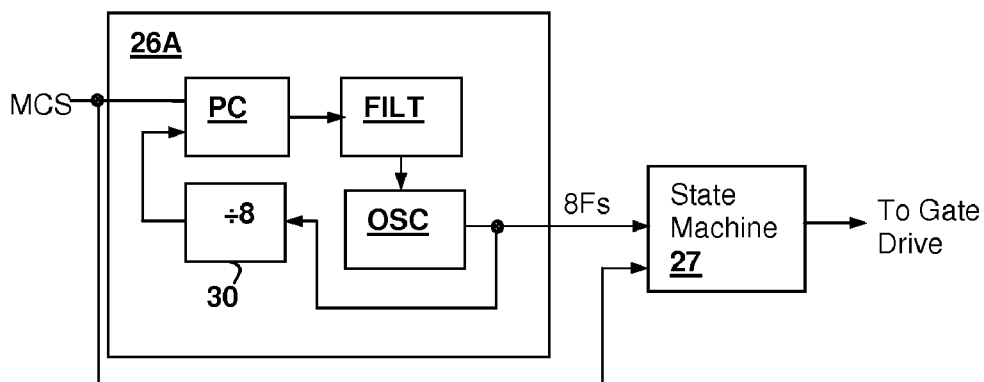 26A
MCS
PC
FILT
÷8
OSC
30
8Fs
State
Machine
27
To Gate
Drive